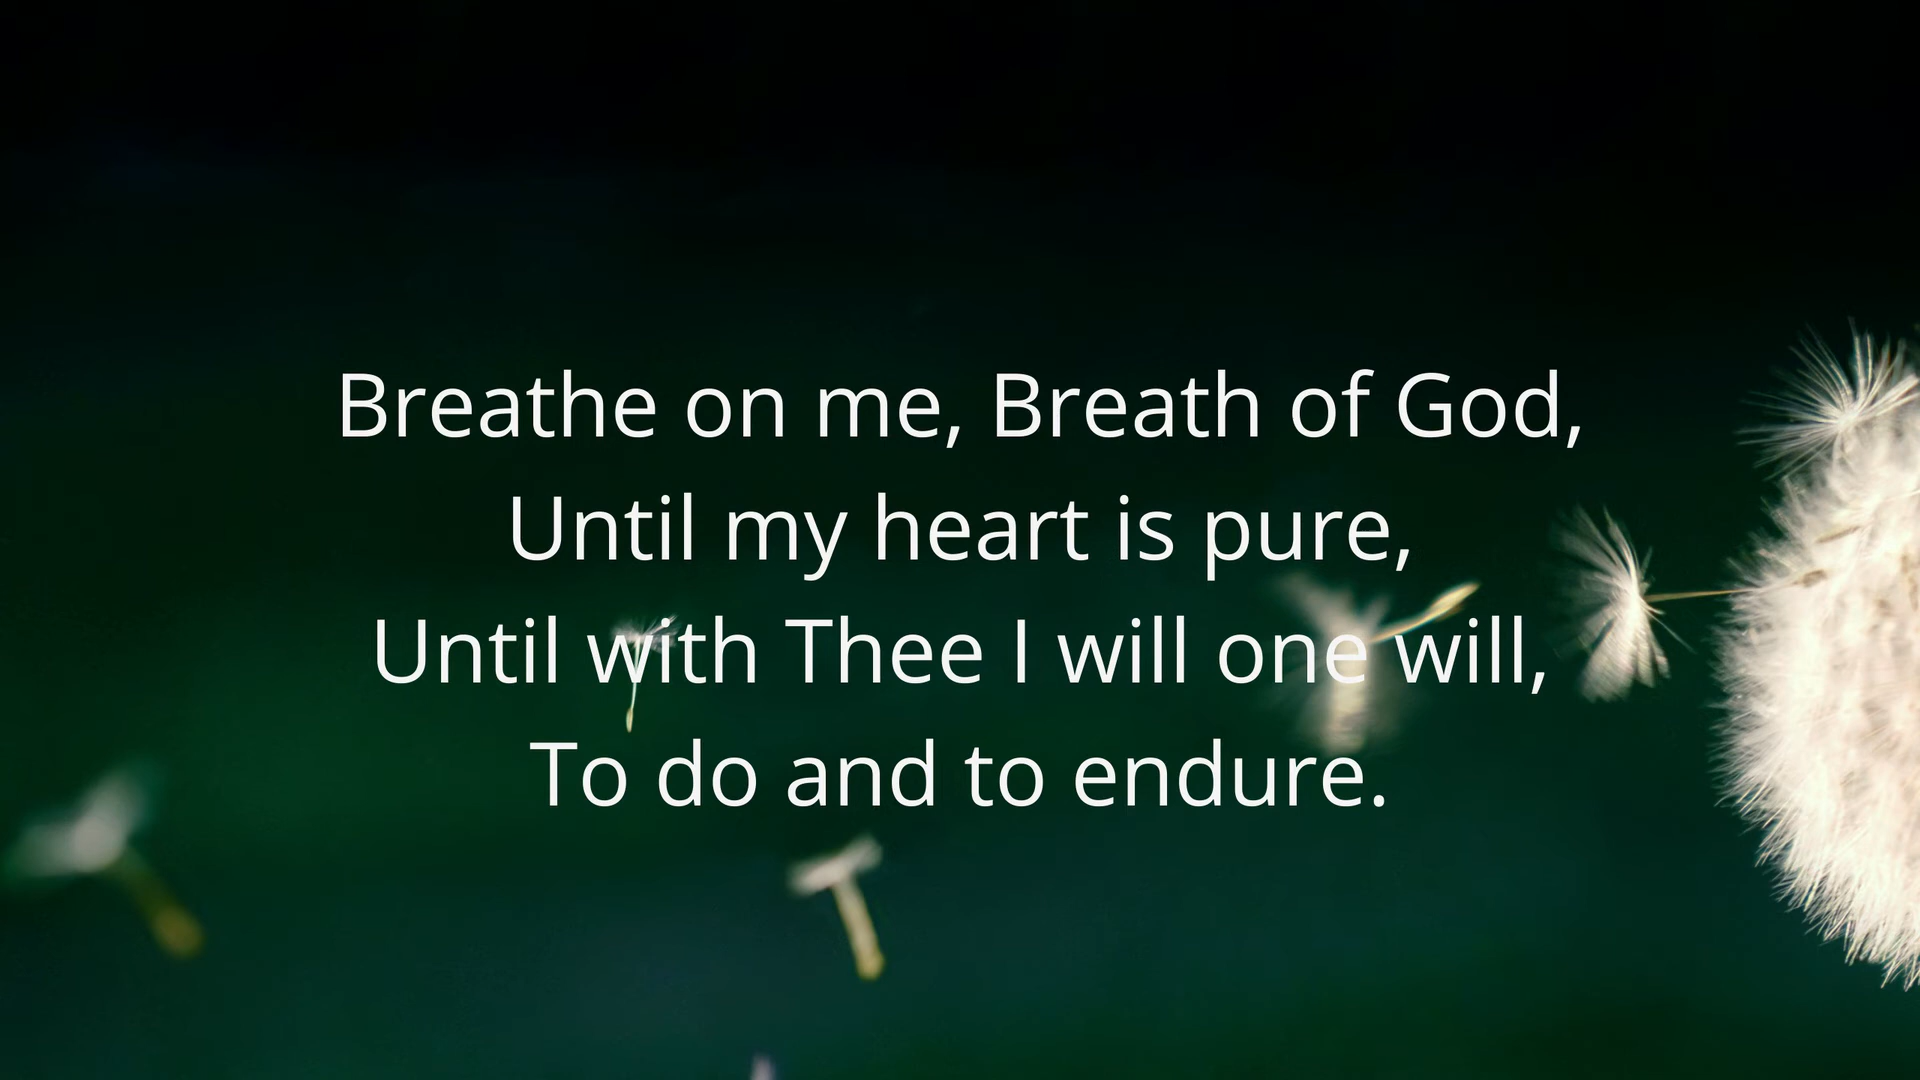 Breathe on me, Breath of God,
Until my heart is pure,
Until with Thee I will one will,
To do and to endure.